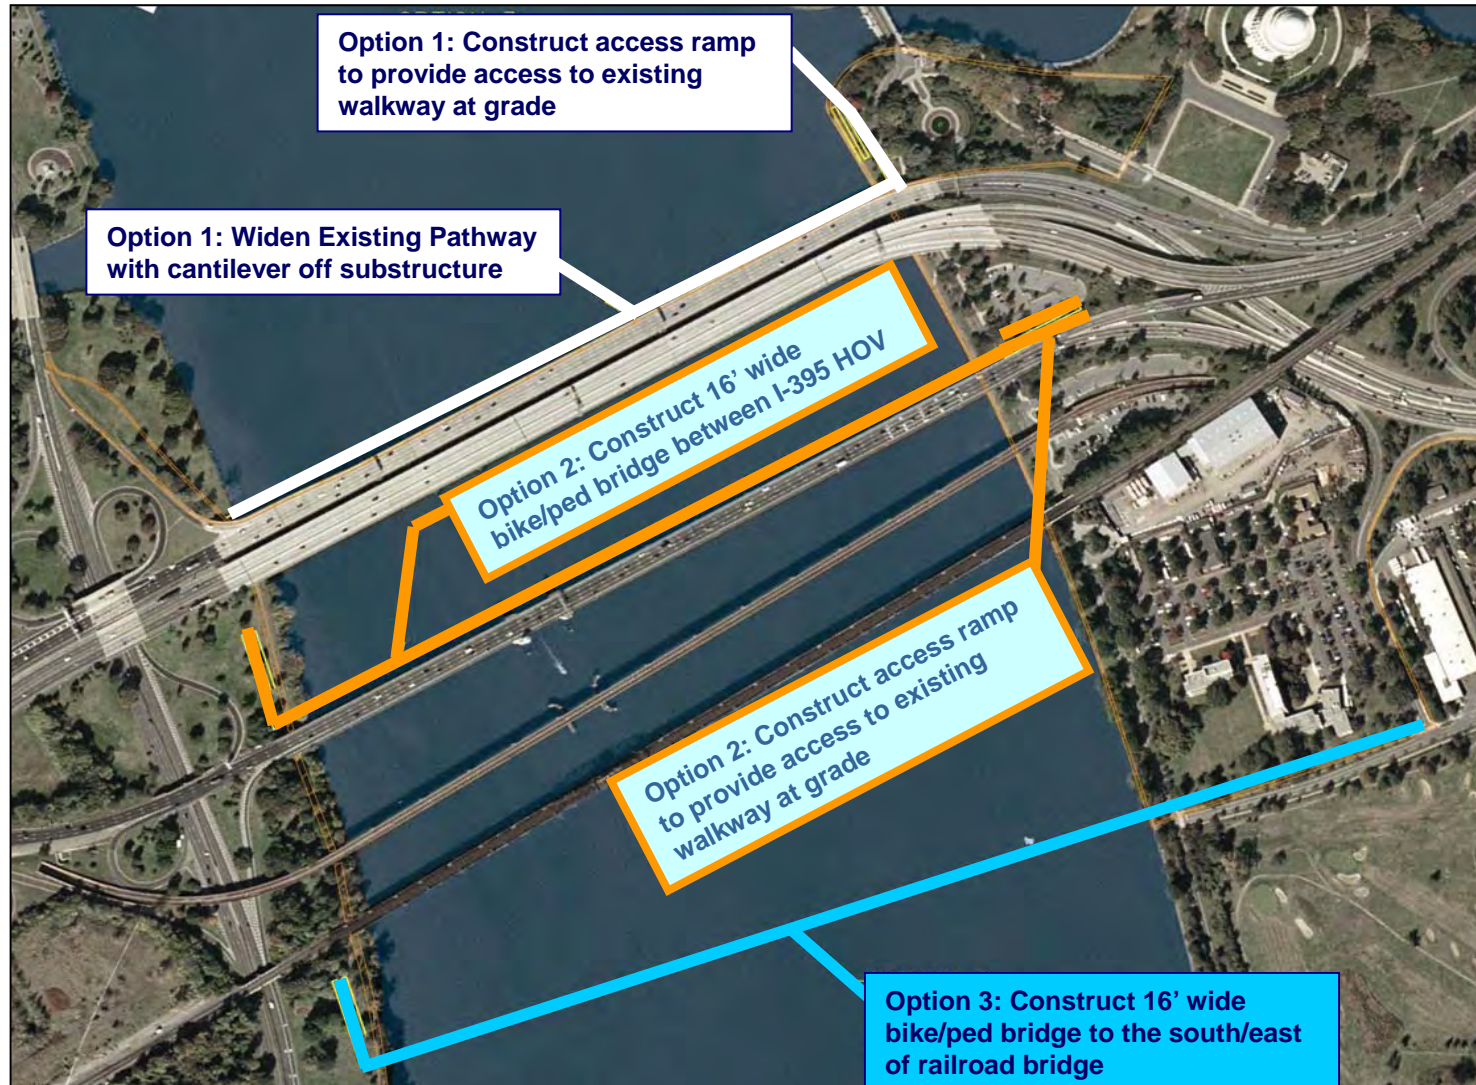 Option 1: Construct access ramp
to provide access to existing
walkway at grade
Option 1: Widen Existing Pathway
with cantilever off substructure
Option 2: Construct 16’ wide
bike/ped bridge between I-395 HOV
Option 2: Construct access ramp
to provide access to existing
walkway at grade
Option 3: Construct 16’ wide
bike/ped bridge to the south/east
of railroad bridge